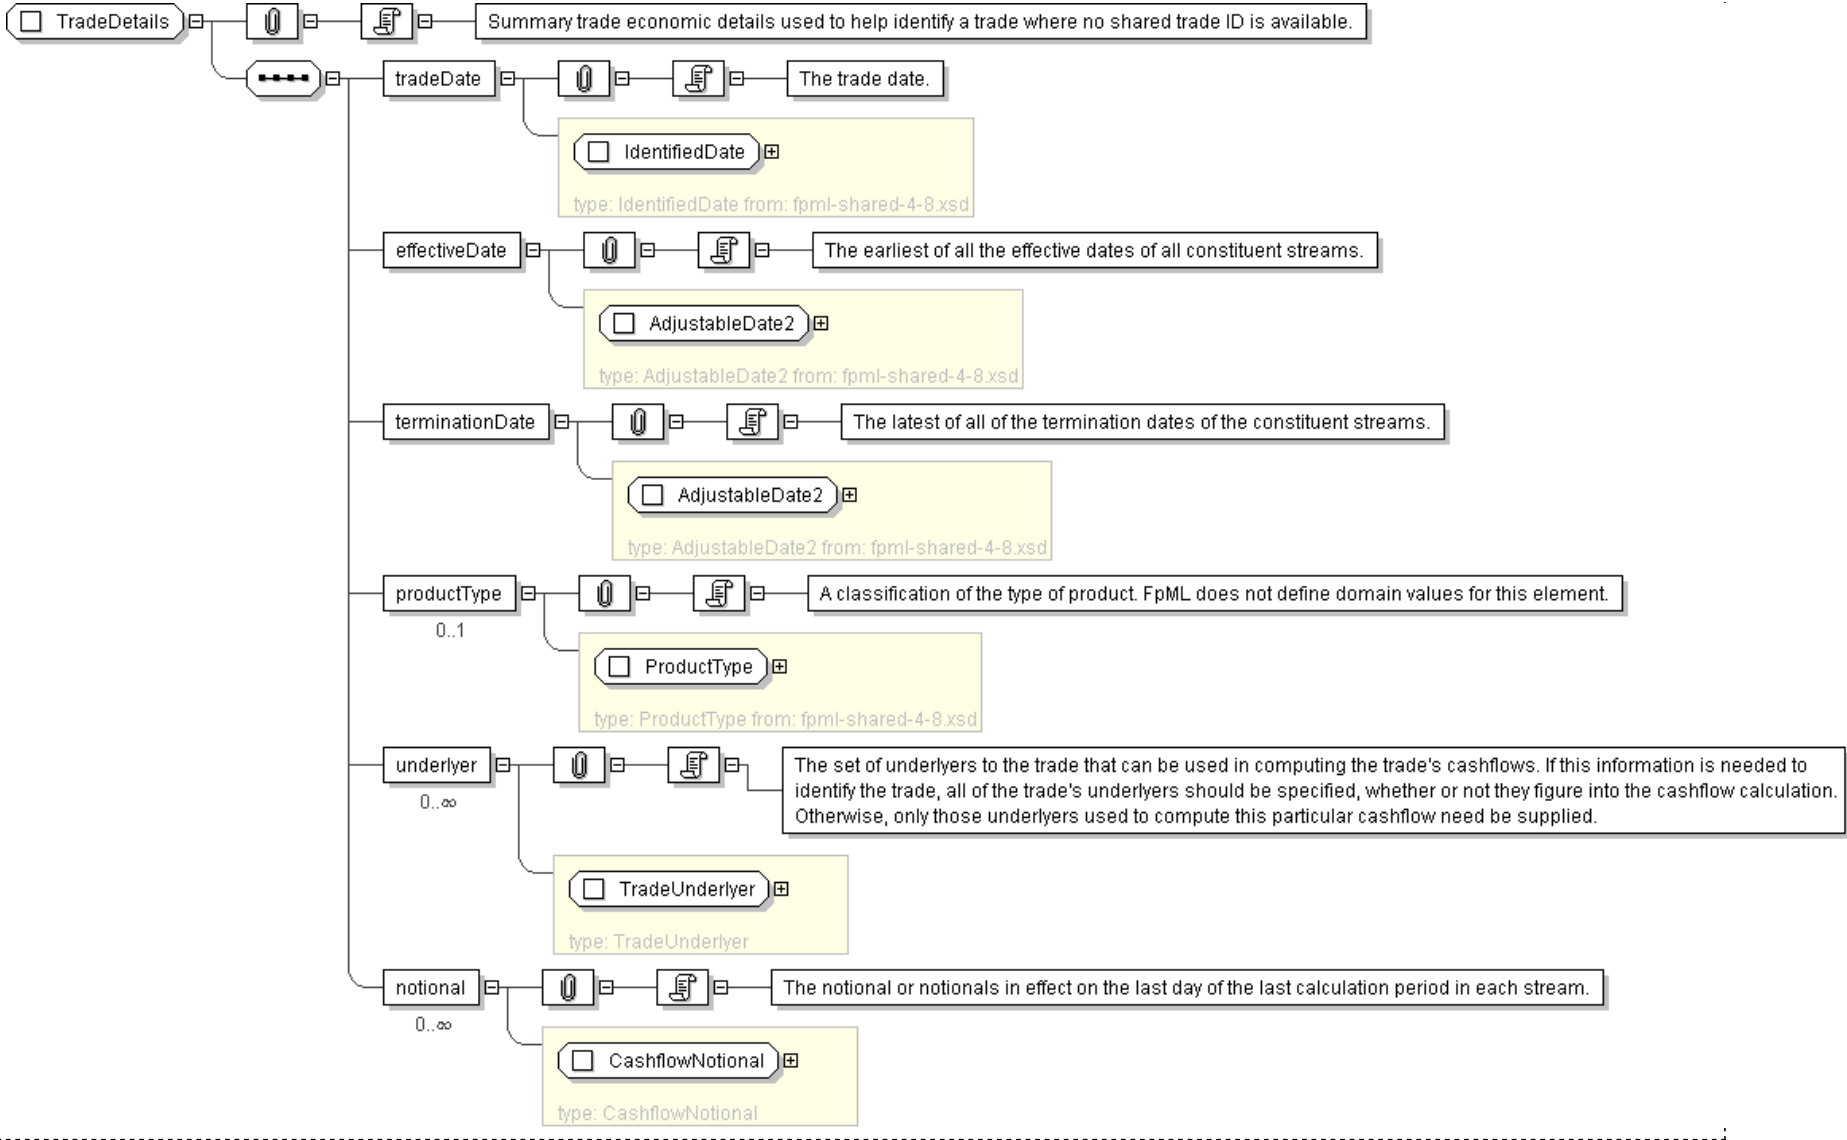 TradeDetails
Summary trade economic details used to help identify a trade where no shared trade ID is available.
tradeDate
The trade date.
IdentifiedDate
type: IdentifiedDate from: fpml-shared-4-8.xsd
effectiveDate
The earliest of all the effective dates of all constituent streams.
AdjustableDate2
type: AdjustableDate2 from: fpml-shared-4-8.xsd
terminationDate
The latest of all of the termination dates of the constituent streams.
AdjustableDate2
type: AdjustableDate2 from: fpml-shared-4-8.xsd
productType
A classification of the type of product. FpML does not define domain values for this element.
0..1
ProductType
type: ProductType from: fpml-shared-4-8.xsd
underlyer
The set of underlyers to the trade that can be used in computing the trade's cashflows. If this information is needed to
identify the trade, all of the trade's underlyers should be specified, whether or not they figure into the cashflow calculation.
Otherwise, only those underlyers used to compute this particular cashflow need be supplied.
0..∞
TradeUnderlyer
type: TradeUnderlyer
notional
The notional or notionals in effect on the last day of the last calculation period in each stream.
0..∞
CashflowNotional
type: CashflowNotional